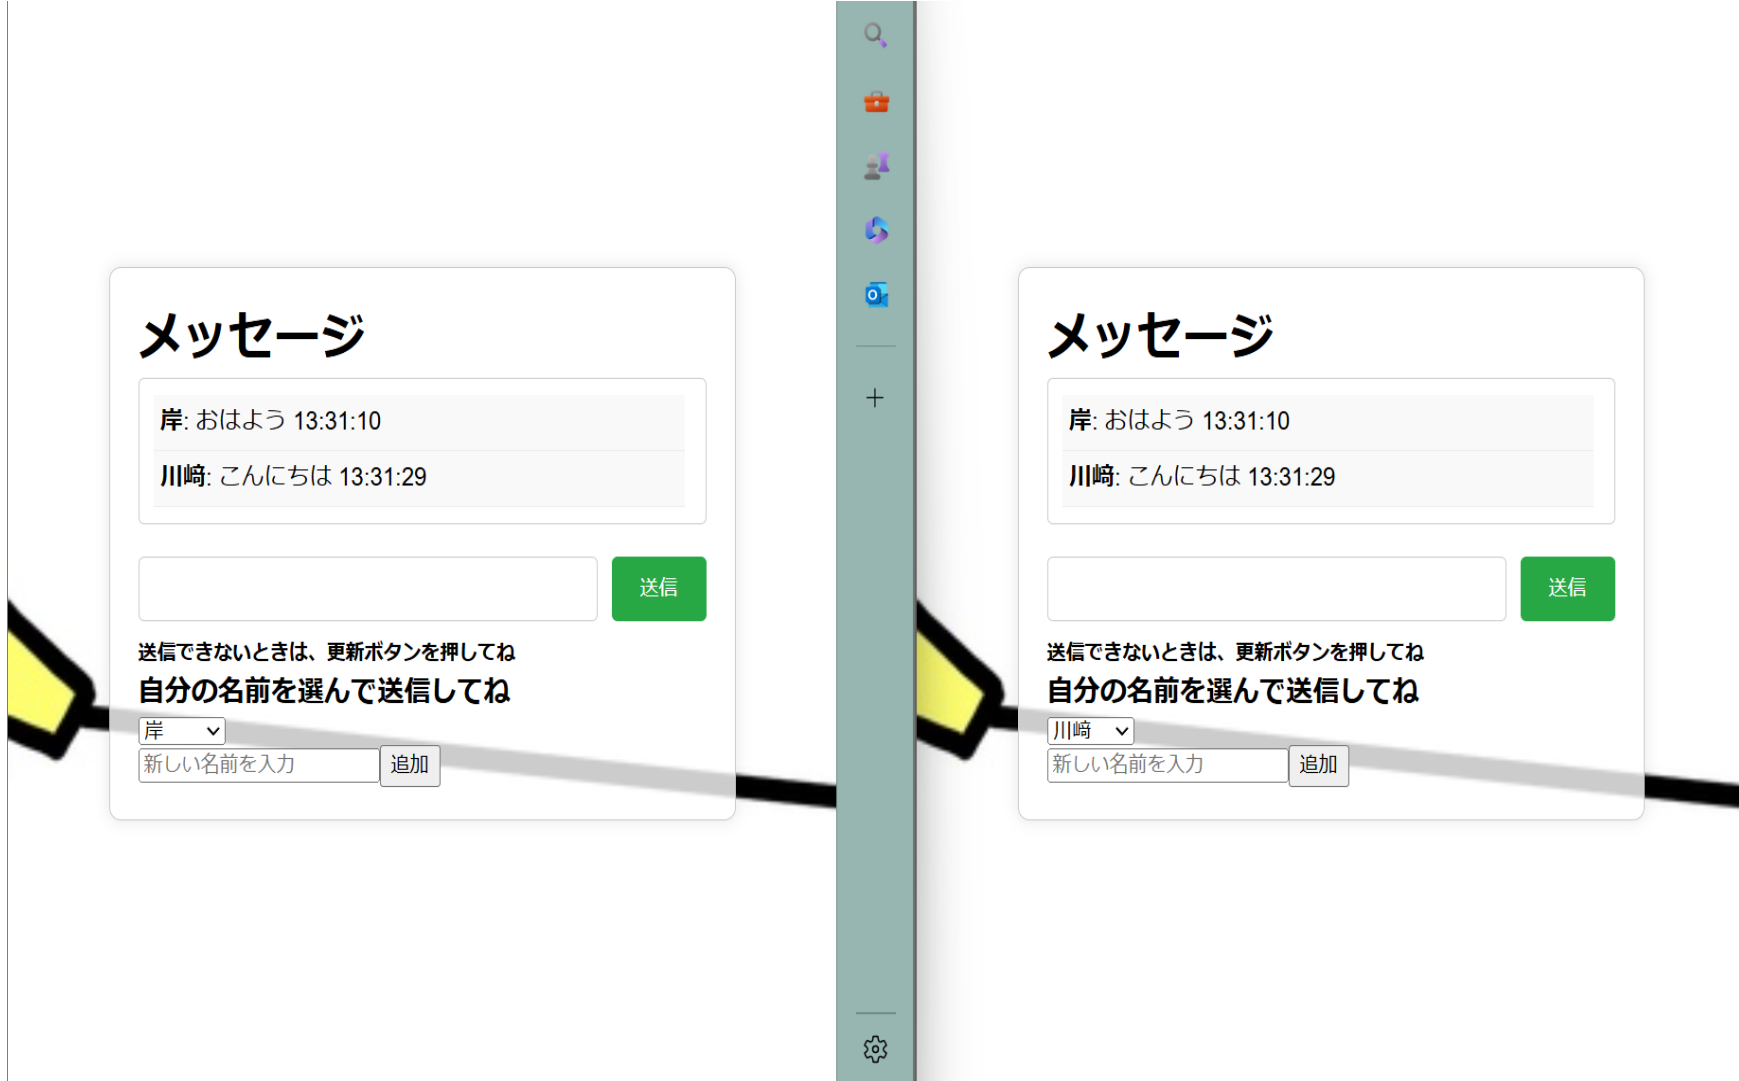 メッセージ
岸: おはよう 13:31:10
川﨑: こんにちは 13:31:29
送信
送信できないときは、更新ボタンを押してね
自分の名前を選んで送信してね
岸
新しい名前を入力 追加
メッセージ
岸: おはよう 13:31:10
川﨑: こんにちは 13:31:29
送信
送信できないときは、更新ボタンを押してね
自分の名前を選んで送信してね
川﨑
新しい名前を入力 追加